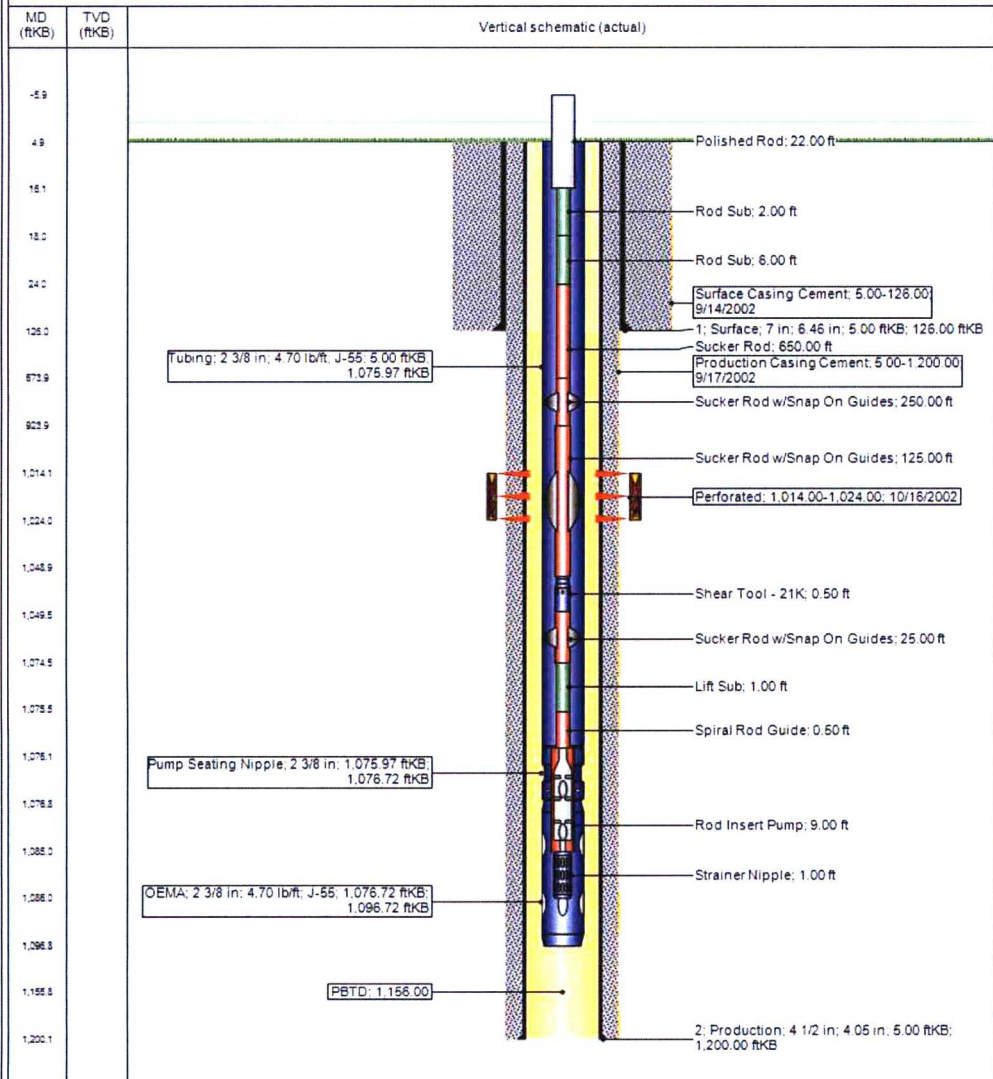 MD
(ftKB)
TVD
(ftKB)
Vertical schematic (actual)
-5.9
4.9
16.1
18.0
24.0
126.0
673.9
923.9
1,014.1
1,024.0
1,048.9
1,049.5
1,074.5
1,075.5
1,076.1
1,076.8
1,085.0
1,086.0
1,096.8
1,155.8
1,200.1
Polished Rod; 22.00 ft
Rod Sub; 2.00 ft
Rod Sub; 6.00 ft
Surface Casing Cement; 5.00-126.00;
9/14/2002
1; Surface; 7 in; 6.46 in; 5.00 ftKB; 126.00 ftKB
Sucker Rod; 650.00 ft
Tubing; 2 3/8 in; 4.70 lb/ft; J-55; 5.00 ftKB;
1,075.97 ftKB
Production Casing Cement; 5.00-1,200.00;
9/17/2002
Sucker Rod w/Snap On Guides; 250.00 ft
Sucker Rod w/Snap On Guides; 125.00 ft
Perforated; 1,014.00-1,024.00; 10/16/2002
Shear Tool - 21K; 0.50 ft
Sucker Rod w/Snap On Guides; 25.00 ft
Lift Sub; 1.00 ft
Spiral Rod Guide; 0.50 ft
Pump Seating Nipple; 2 3/8 in; 1,075.97 ftKB;
1,076.72 ftKB
Rod Insert Pump; 9.00 ft
Strainer Nipple; 1.00 ft
OEMA; 2 3/8 in; 4.70 lb/ft; J-55; 1,076.72 ftKB;
1,096.72 ftKB
PBTD; 1,156.00
2; Production; 4 1/2 in; 4.05 in; 5.00 ftKB;
1,200.00 ftKB